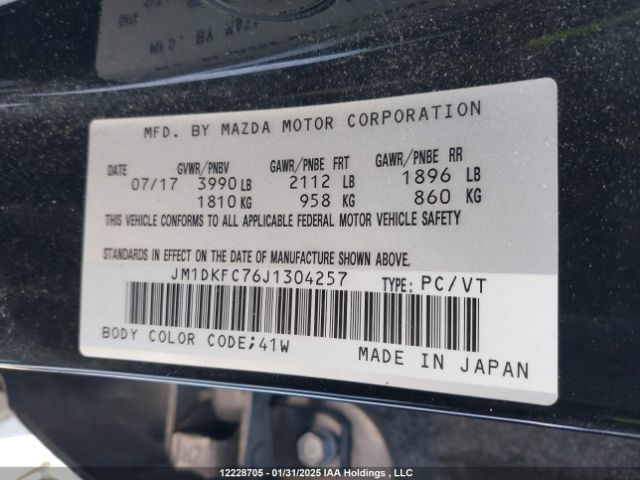 MFD. BY MAZDA MOTOR CORPORATION
DATE GVWR/PNBV GAWR/PNBE FRT GAWR/PNBE RR
07/17 3990 LB 2112 LB 1896 LB
1810 KG 958 KG 860 KG
THIS VEHICLE CONFORMS TO ALL APPLICABLE FEDERAL MOTOR VEHICLE SAFETY
STANDARDS IN EFFECT ON THE DATE OF MANUFACTURE SHOWN ABOVE.
JM1DKFC76J1304257 TYPE: PC/VT
BODY COLOR CODE;41W
MADE IN JAPAN
12228705 - 01/31/2025 IAA Holdings , LLC